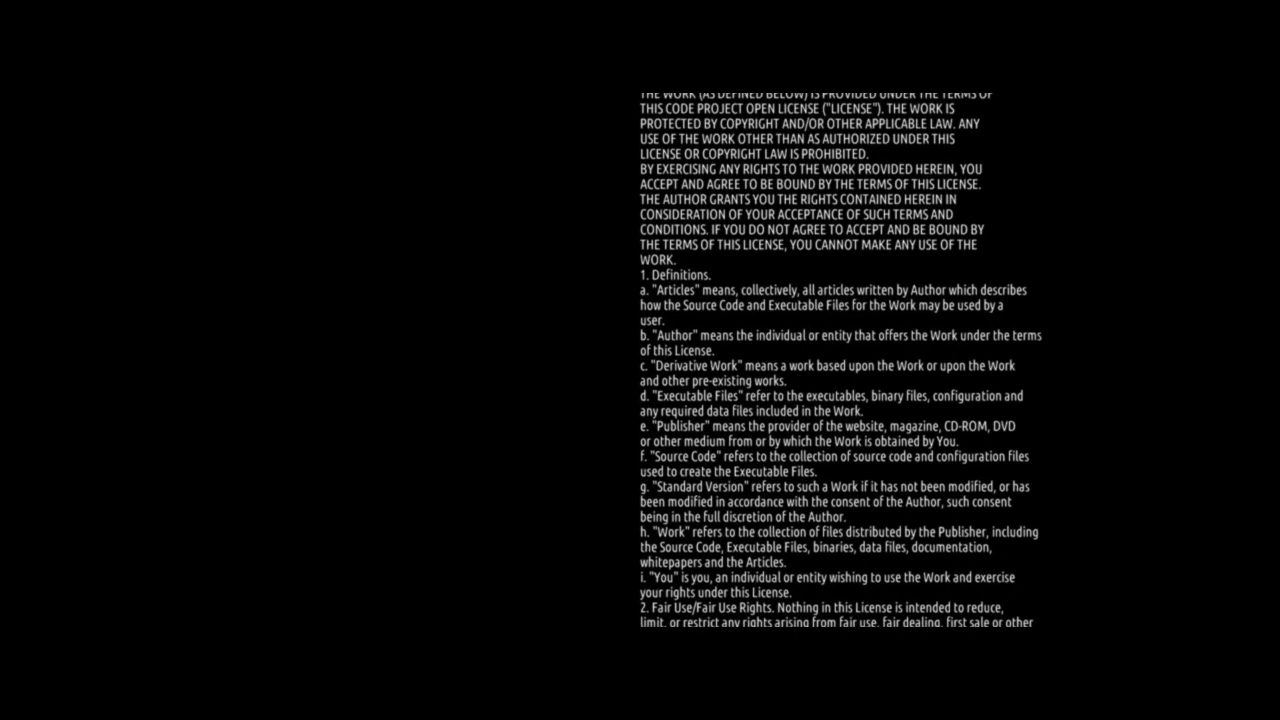 THE WORK (AS DEFINED BELOW) IS PROVIDED UNDER THE TERMS OF
THIS CODE PROJECT OPEN LICENSE ("LICENSE"). THE WORK IS
PROTECTED BY COPYRIGHT AND/OR OTHER APPLICABLE LAW. ANY
USE OF THE WORK OTHER THAN AS AUTHORIZED UNDER THIS
LICENSE OR COPYRIGHT LAW IS PROHIBITED.
BY EXERCISING ANY RIGHTS TO THE WORK PROVIDED HEREIN, YOU
ACCEPT AND AGREE TO BE BOUND BY THE TERMS OF THIS LICENSE.
THE AUTHOR GRANTS YOU THE RIGHTS CONTAINED HEREIN IN
CONSIDERATION OF YOUR ACCEPTANCE OF SUCH TERMS AND
CONDITIONS. IF YOU DO NOT AGREE TO ACCEPT AND BE BOUND BY
THE TERMS OF THIS LICENSE, YOU CANNOT MAKE ANY USE OF THE
WORK.
1. Definitions.
a. "Articles" means, collectively, all articles written by Author which describes
how the Source Code and Executable Files for the Work may be used by a
user.
b. "Author" means the individual or entity that offers the Work under the terms
of this License.
c. "Derivative Work" means a work based upon the Work or upon the Work
and other pre-existing works.
d. "Executable Files" refer to the executables, binary files, configuration and
any required data files included in the Work.
e. "Publisher" means the provider of the website, magazine, CD-ROM, DVD
or other medium from or by which the Work is obtained by You.
f. "Source Code" refers to the collection of source code and configuration files
used to create the Executable Files.
g. "Standard Version" refers to such a Work if it has not been modified, or has
been modified in accordance with the consent of the Author, such consent
being in the full discretion of the Author.
h. "Work" refers to the collection of files distributed by the Publisher, including
the Source Code, Executable Files, binaries, data files, documentation,
whitepapers and the Articles.
i. "You" is you, an individual or entity wishing to use the Work and exercise
your rights under this License.
2. Fair Use/Fair Use Rights. Nothing in this License is intended to reduce,
limit, or restrict any rights arising from fair use, fair dealing, first sale or other